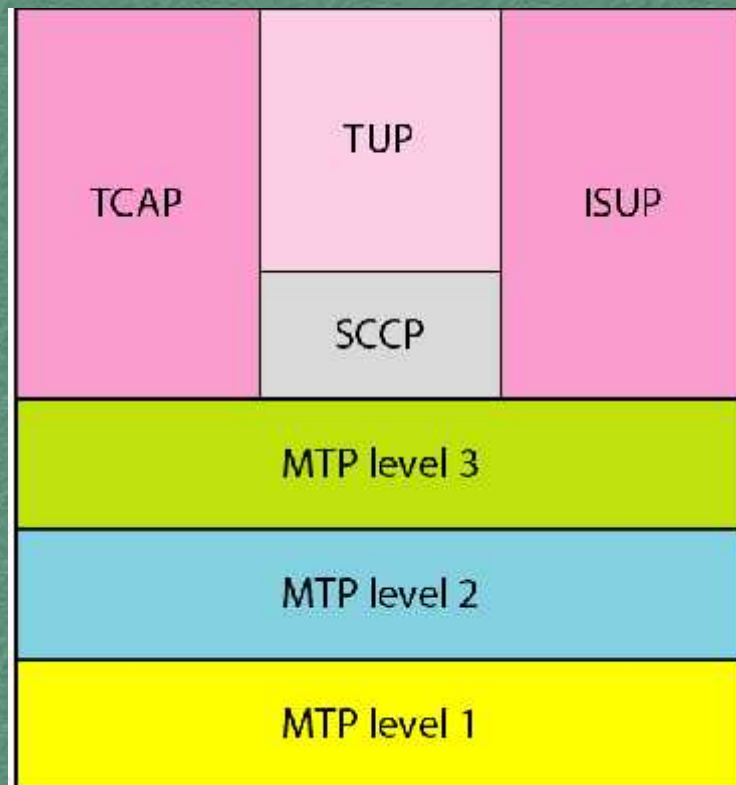 TUP
TCAP
ISUP
SCCP
MTP level 3
MTP level 2
MTP level 1